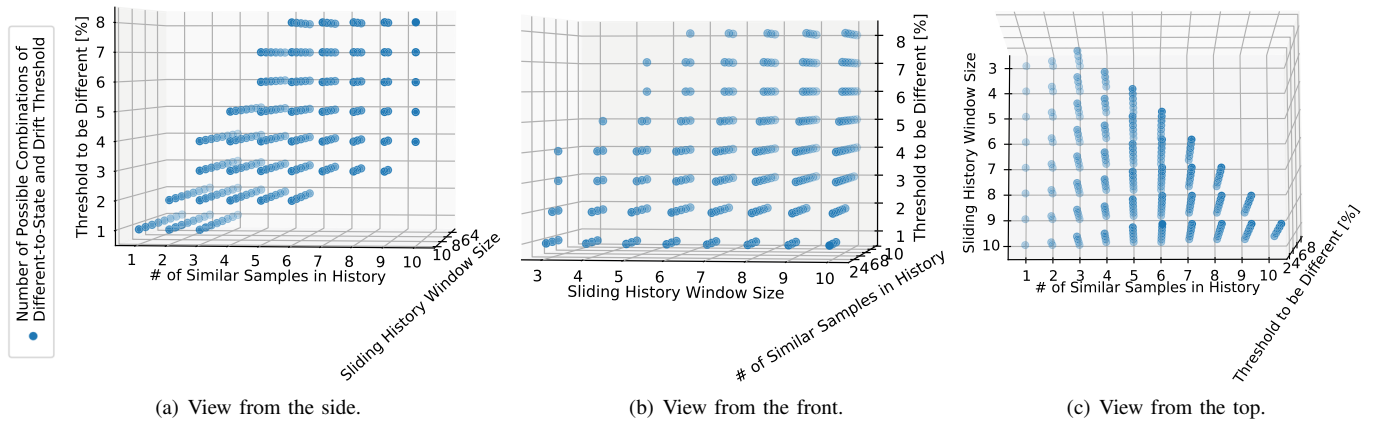 Number of Possible Combinations of
Different-to-State and Drift Threshold
Threshold to be Different [%]
8
7
6
5
4
3
2
1
1 2 3 4 5 6 7 8 9 10
# of Similar Samples in History
10 8 6 4
Sliding History Window Size
(a) View from the side.
8
7
6
5
4
3
2
1
Threshold to be Different [%]
3 4 5 6 7 8 9 10
Sliding History Window Size
2 4 6 8 10
# of Similar Samples in History
(b) View from the front.
Sliding History Window Size
3
4
5
6
7
8
9
10
1 2 3 4 5 6 7 8 9 10
# of Similar Samples in History
2 4 6 8
Threshold to be Different [%]
(c) View from the top.